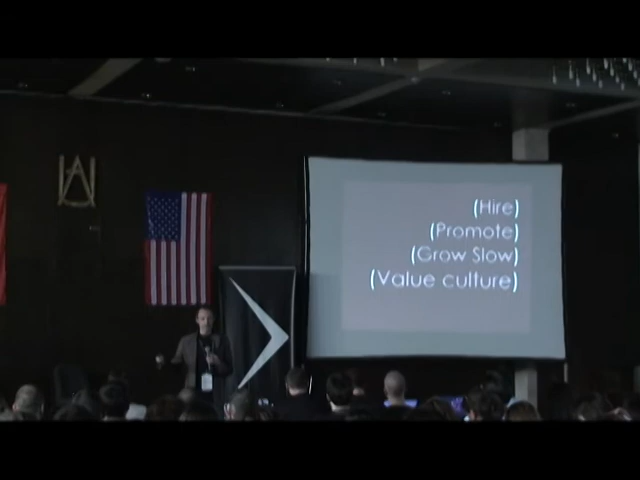 (Hire)
(Promote)
(Grow Slow)
(Value culture)